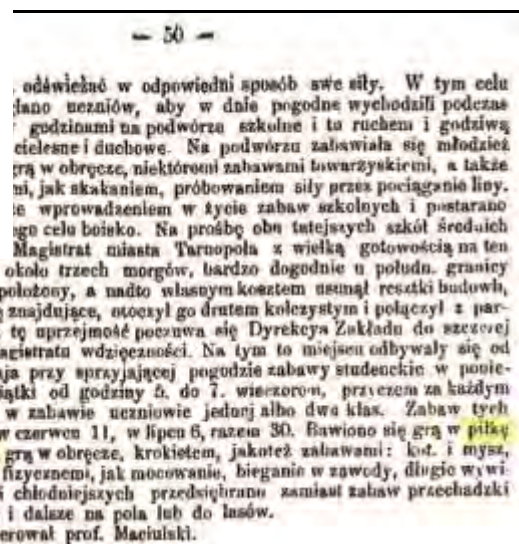 — 50 —
odświeżać w odpowiedni sposób swe siły. W tym celu
uczniów, aby w dnie pogodne wychodzili podczas
godzinami na podwórze szkolne i tu ruchem i godziwą
cielesne i duchowe. Na podwórzu zabawiała się młodzież
grą w obręcze, niektóremi zabawami towarzyskiemi, a także
mi, jak skakaniem, próbowaniem siły przez pociąganie liny.
wprowadzeniem w życie zabaw szkolnych i postarano
ego celu boisko. Na prośbę obu tutejszych szkół średnich
Magistrat miasta Tarnopola z wielką gotowością na ten
około trzech morgów, bardzo dogodnie u połudn. granicy
położony, a nadto własnym kosztem usunął resztki budowli,
znajdujące, otoczył go drutem kolczystym i połączył z par-
tę uprzejmość poczuwa się Dyrekcya Zakładu do szczerej
agistratu wdzięczności. Na tym to miejscu odbywały się od
ja przy sprzyjającej pogodzie zabawy studenckie w ponie-
iątki od godziny 5. do 7. wieczorem, przyczem za każdym
w zabawie uczniowie jednej albo dwu klas. Zabaw tych
w czerwcu 11, w lipcu 6, razem 30. Bawiono się grą w piłkę
grą w obręcze, krokietem, jakoteż zabawami: kot i mysz,
fizycznemi, jak mocowanie, bieganie w zawody, długie wywi-
i chłodniejszych przedsiębrano zamiast zabaw przechadzki
i dalsze na pola lub do lasów.
erował prof. Maciulski.